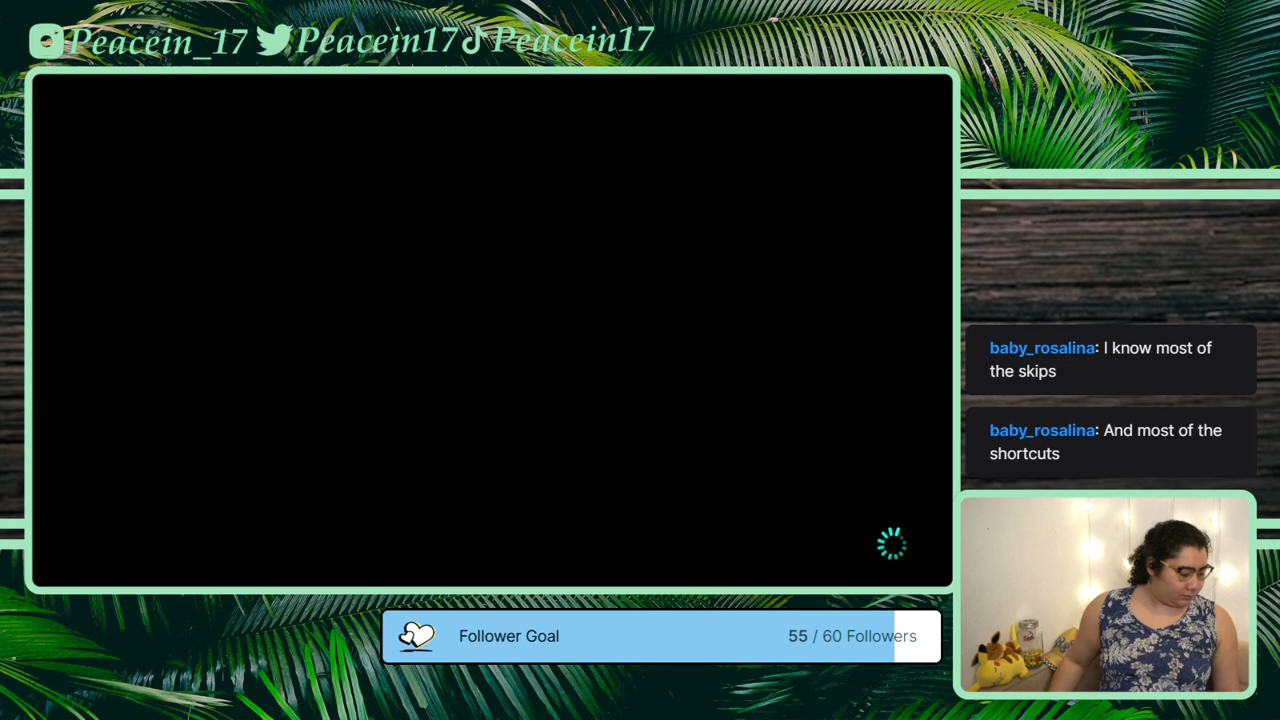 Peacein_17 Peacein17 Peacein17
baby_rosalina: I know most of
the skips
baby_rosalina: And most of the
shortcuts
Follower Goal 55 / 60 Followers